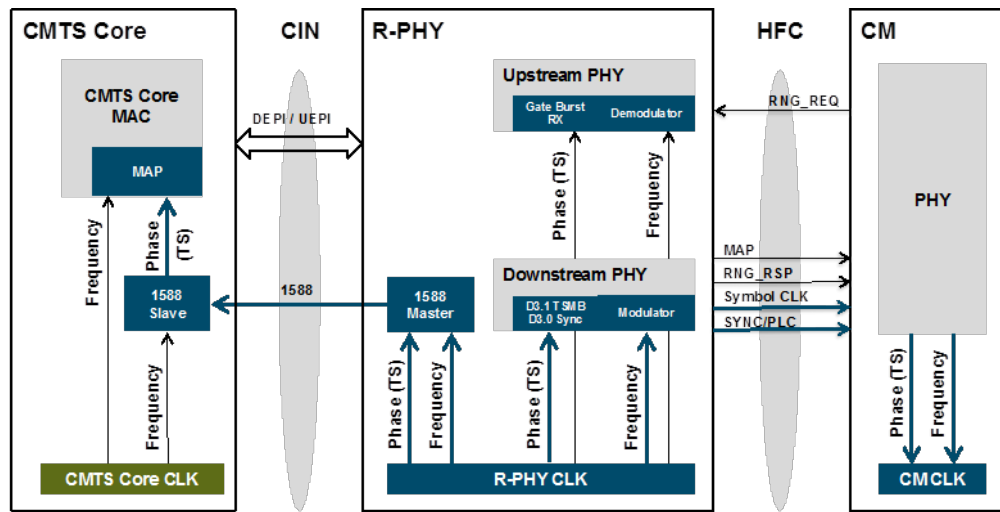 CMTS Core
CIN
R-PHY
HFC
CM
CMTS Core
MAC
MAP
DEPI / UEPI
Upstream PHY
Gate Burst
RX
Demodulator
RNG_REQ
PHY
Frequency
Phase
(TS)
Phase (TS)
Frequency
MAP
RNG_RSP
Symbol CLK
SYNC/PLC
1588
Slave
1588
1588
Master
Downstream PHY
D3.1 TSMB
D3.0 Sync
Modulator
Frequency
Phase (TS)
Frequency
Phase (TS)
Frequency
Phase (TS)
Frequency
CMTS Core CLK
R-PHY CLK
CM CLK